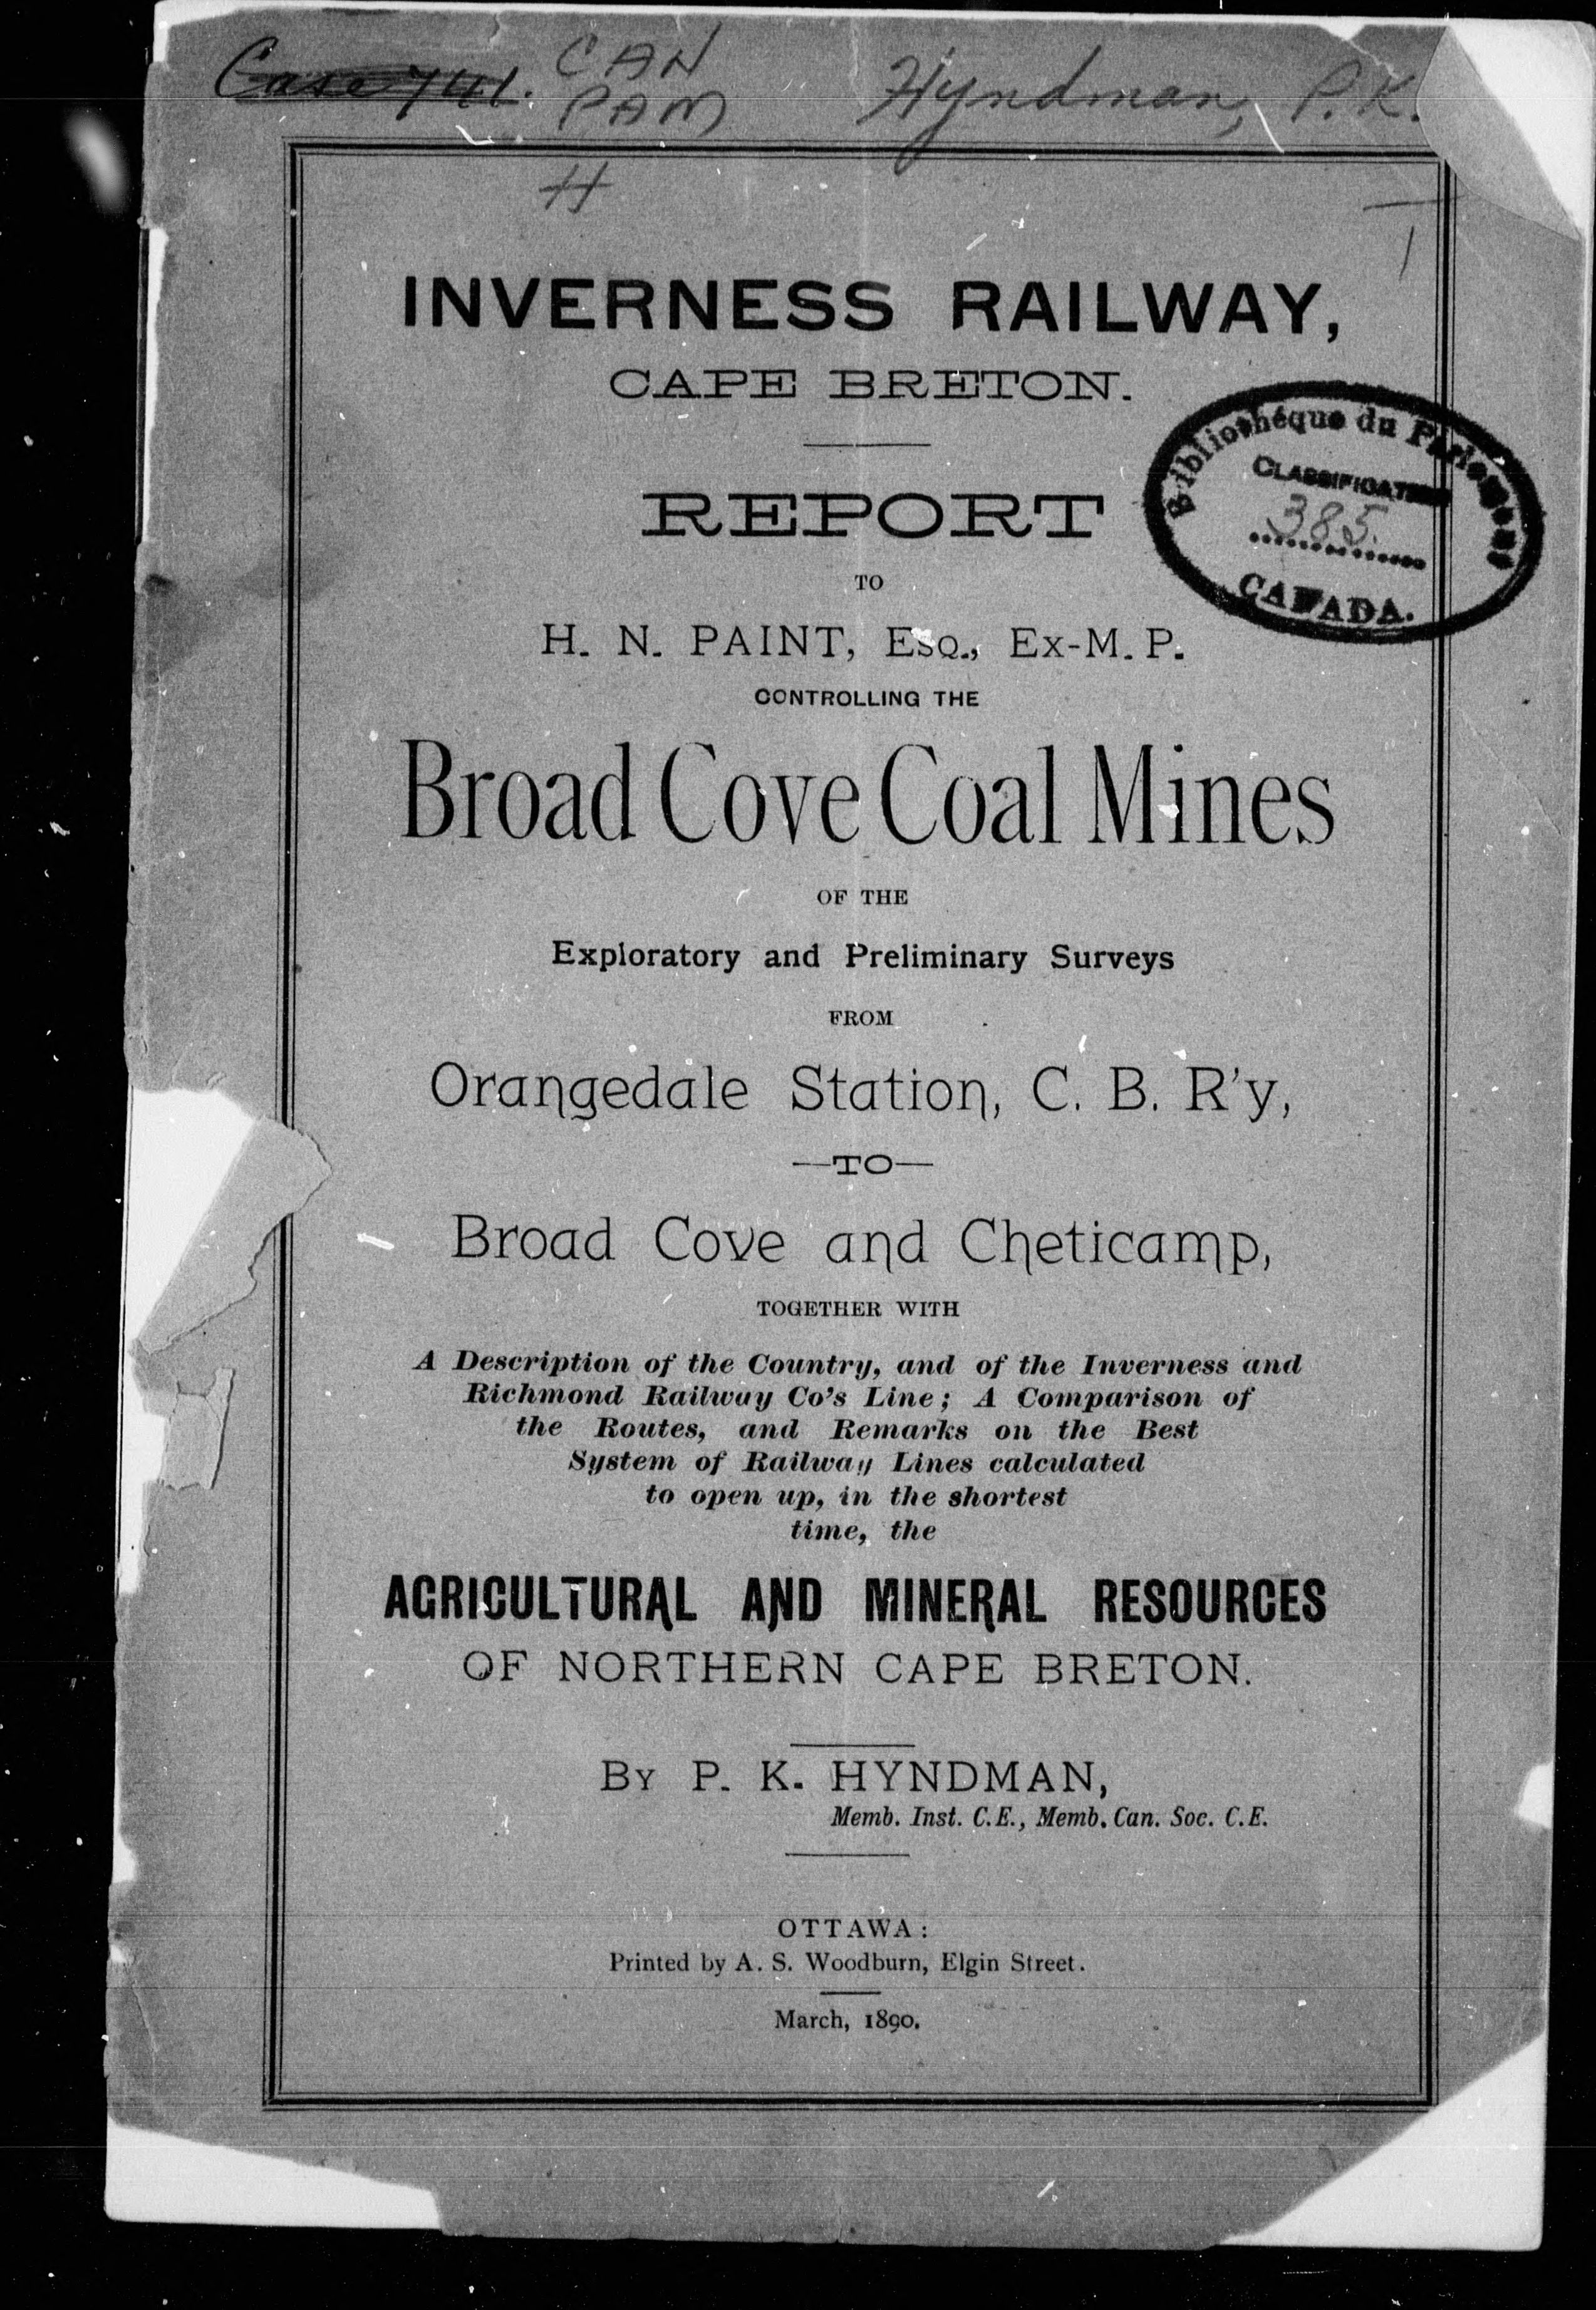 Case 741. CAN
PAM
Hyndman, P.K.
H
INVERNESS RAILWAY,
CAPE BRETON.
REPORT
TO
H. N. PAINT, Esq., Ex-M. P.
CONTROLLING THE
Broad Cove Coal Mines
OF THE
Exploratory and Preliminary Surveys
FROM
Orangedale Station, C. B. R'y,
—TO—
Broad Cove and Cheticamp,
TOGETHER WITH
A Description of the Country, and of the Inverness and
Richmond Railway Co's Line; A Comparison of
the Routes, and Remarks on the Best
System of Railway Lines calculated
to open up, in the shortest
time, the
AGRICULTURAL AND MINERAL RESOURCES
OF NORTHERN CAPE BRETON.
By P. K. HYNDMAN,
Memb. Inst. C.E., Memb. Can. Soc. C.E.
OTTAWA:
Printed by A. S. Woodburn, Elgin Street.
March, 1890.
Bibliothéque du Parlement
CLASSIFICATION
385.
CANADA.